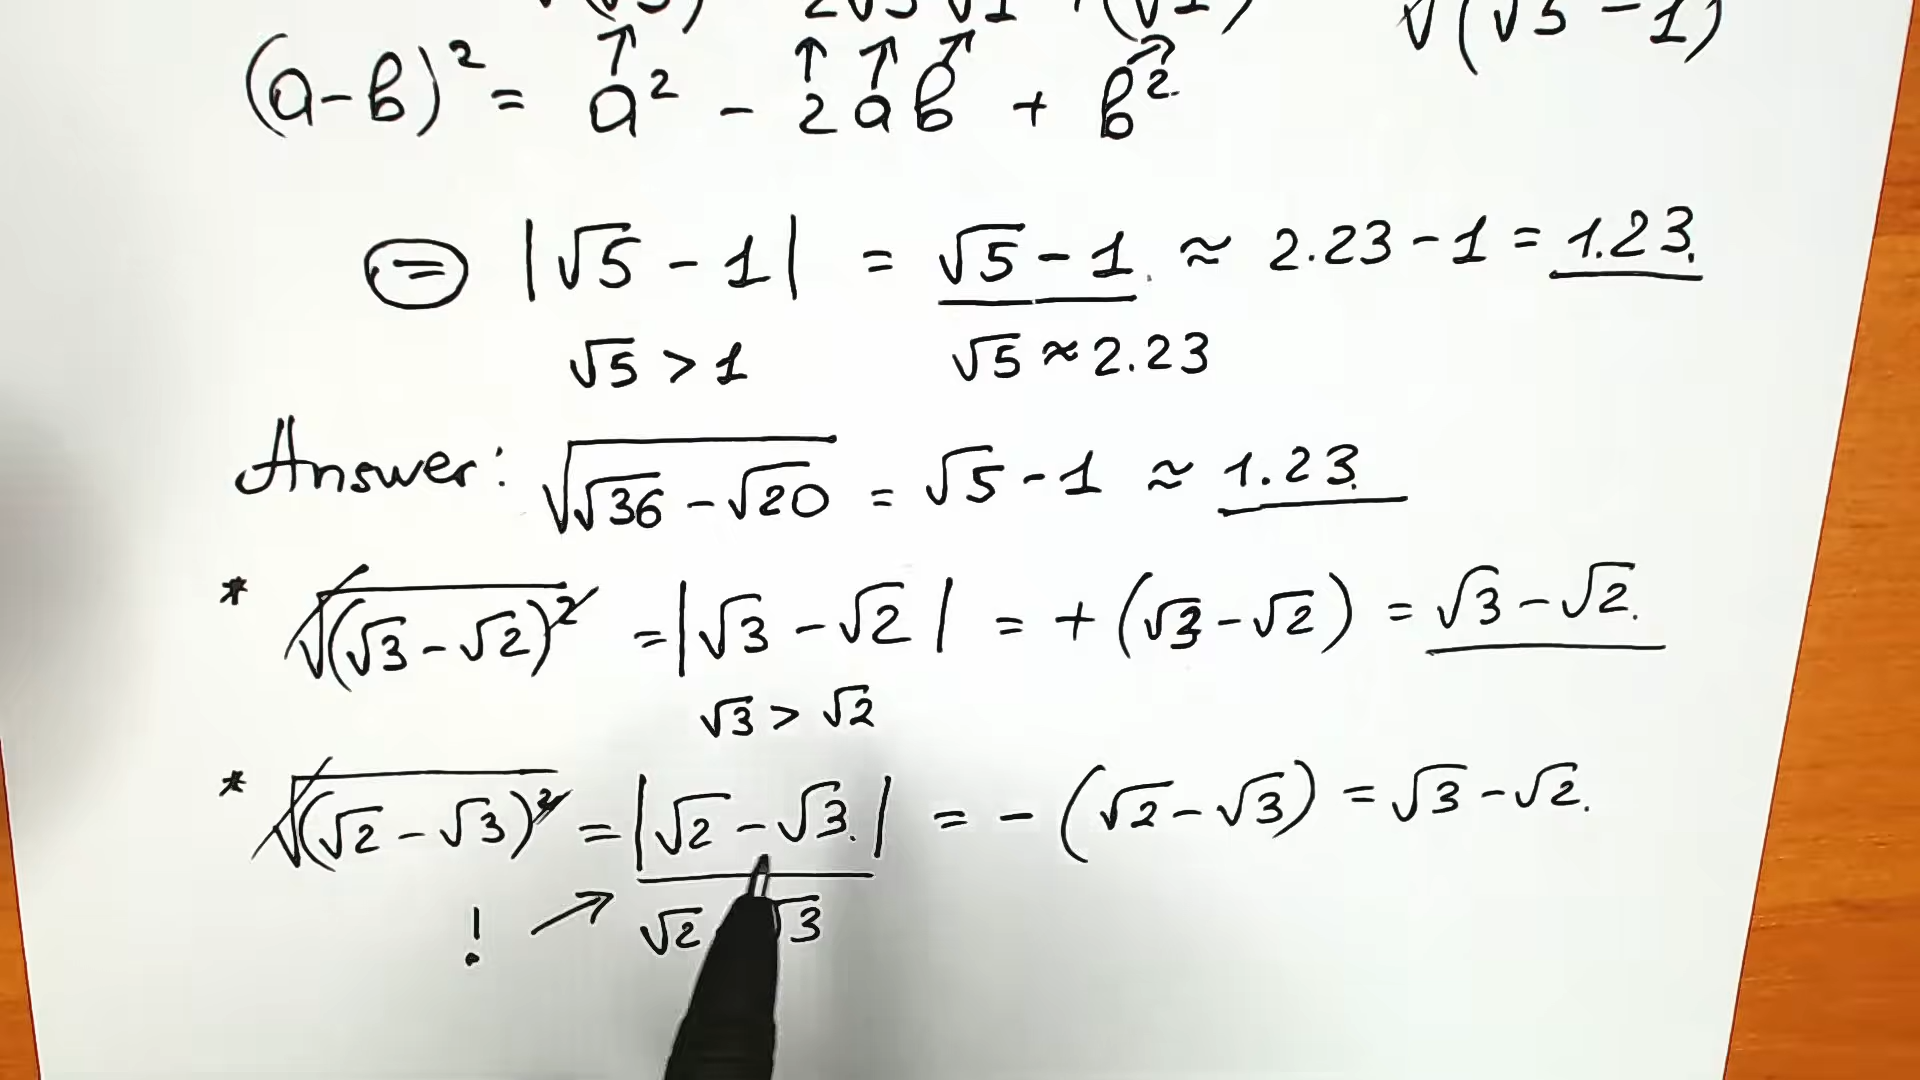 √(√5 - 1)
(a-b)² = a² - 2ab + b²
= |√5 - 1| = √5 - 1. ≈ 2.23 - 1 = 1.23.
√5 > 1 √5 ≈ 2.23
Answer: √(√36 - √20) = √5 - 1 ≈ 1.23.
* √((√3 - √2)²) = |√3 - √2| = + (√3 - √2) = √3 - √2.
√3 > √2
* √((√2 - √3)²) = |√2 - √3.| = - (√2 - √3) = √3 - √2.
! → √2 √3